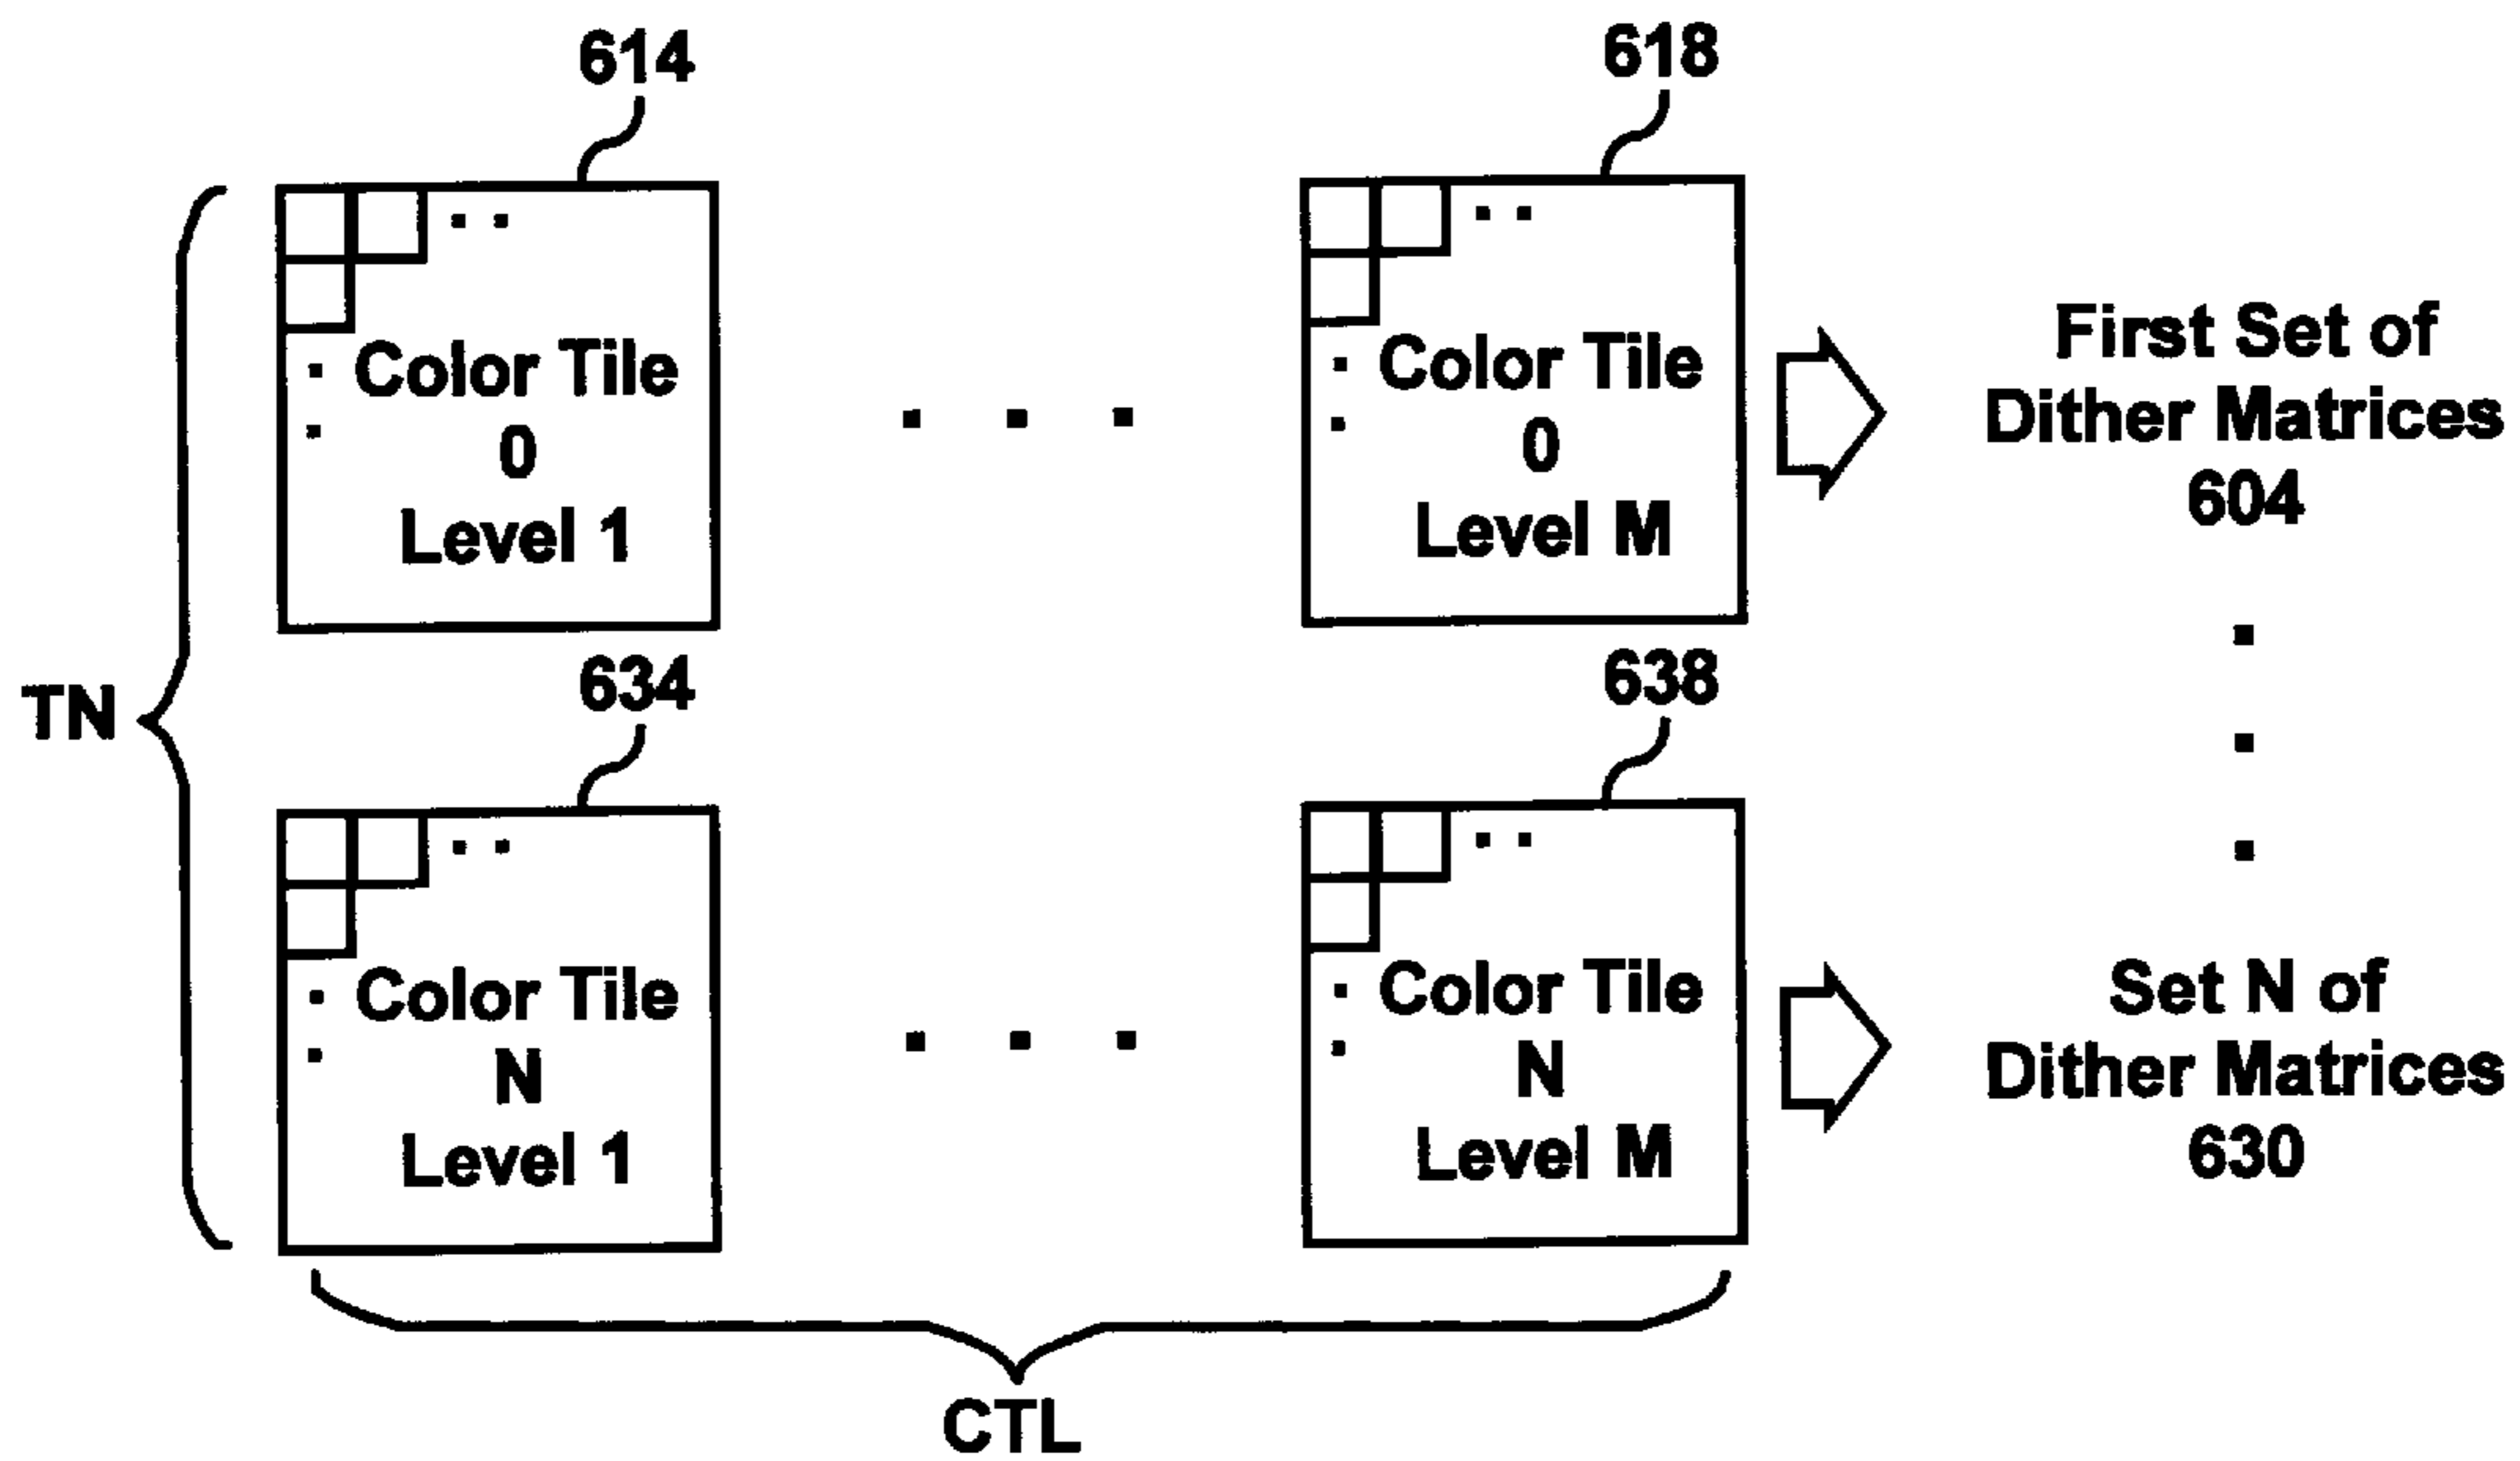 614
618
Color Tile
0
Level 1
Color Tile
0
Level M
First Set of
Dither Matrices
604
TN
634
638
Color Tile
N
Level 1
Color Tile
N
Level M
Set N of
Dither Matrices
630
CTL